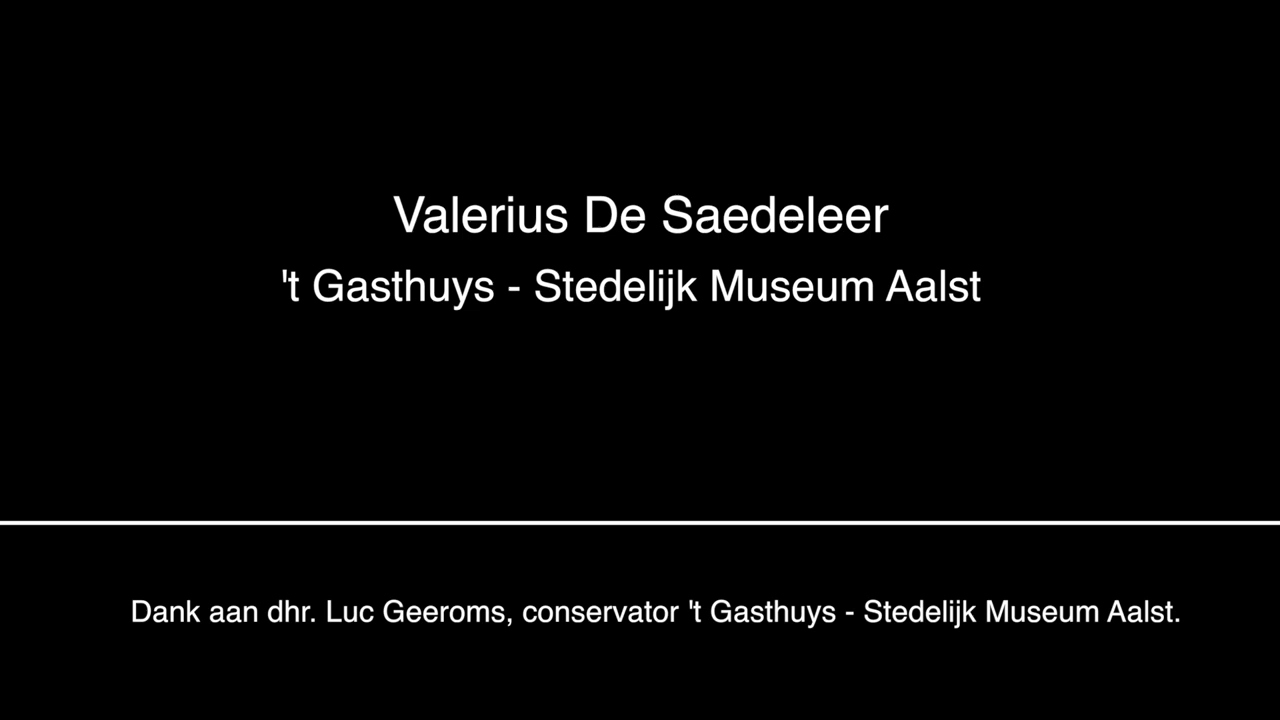 Valerius De Saedeleer
't Gasthuys - Stedelijk Museum Aalst
Dank aan dhr. Luc Geeroms, conservator 't Gasthuys - Stedelijk Museum Aalst.